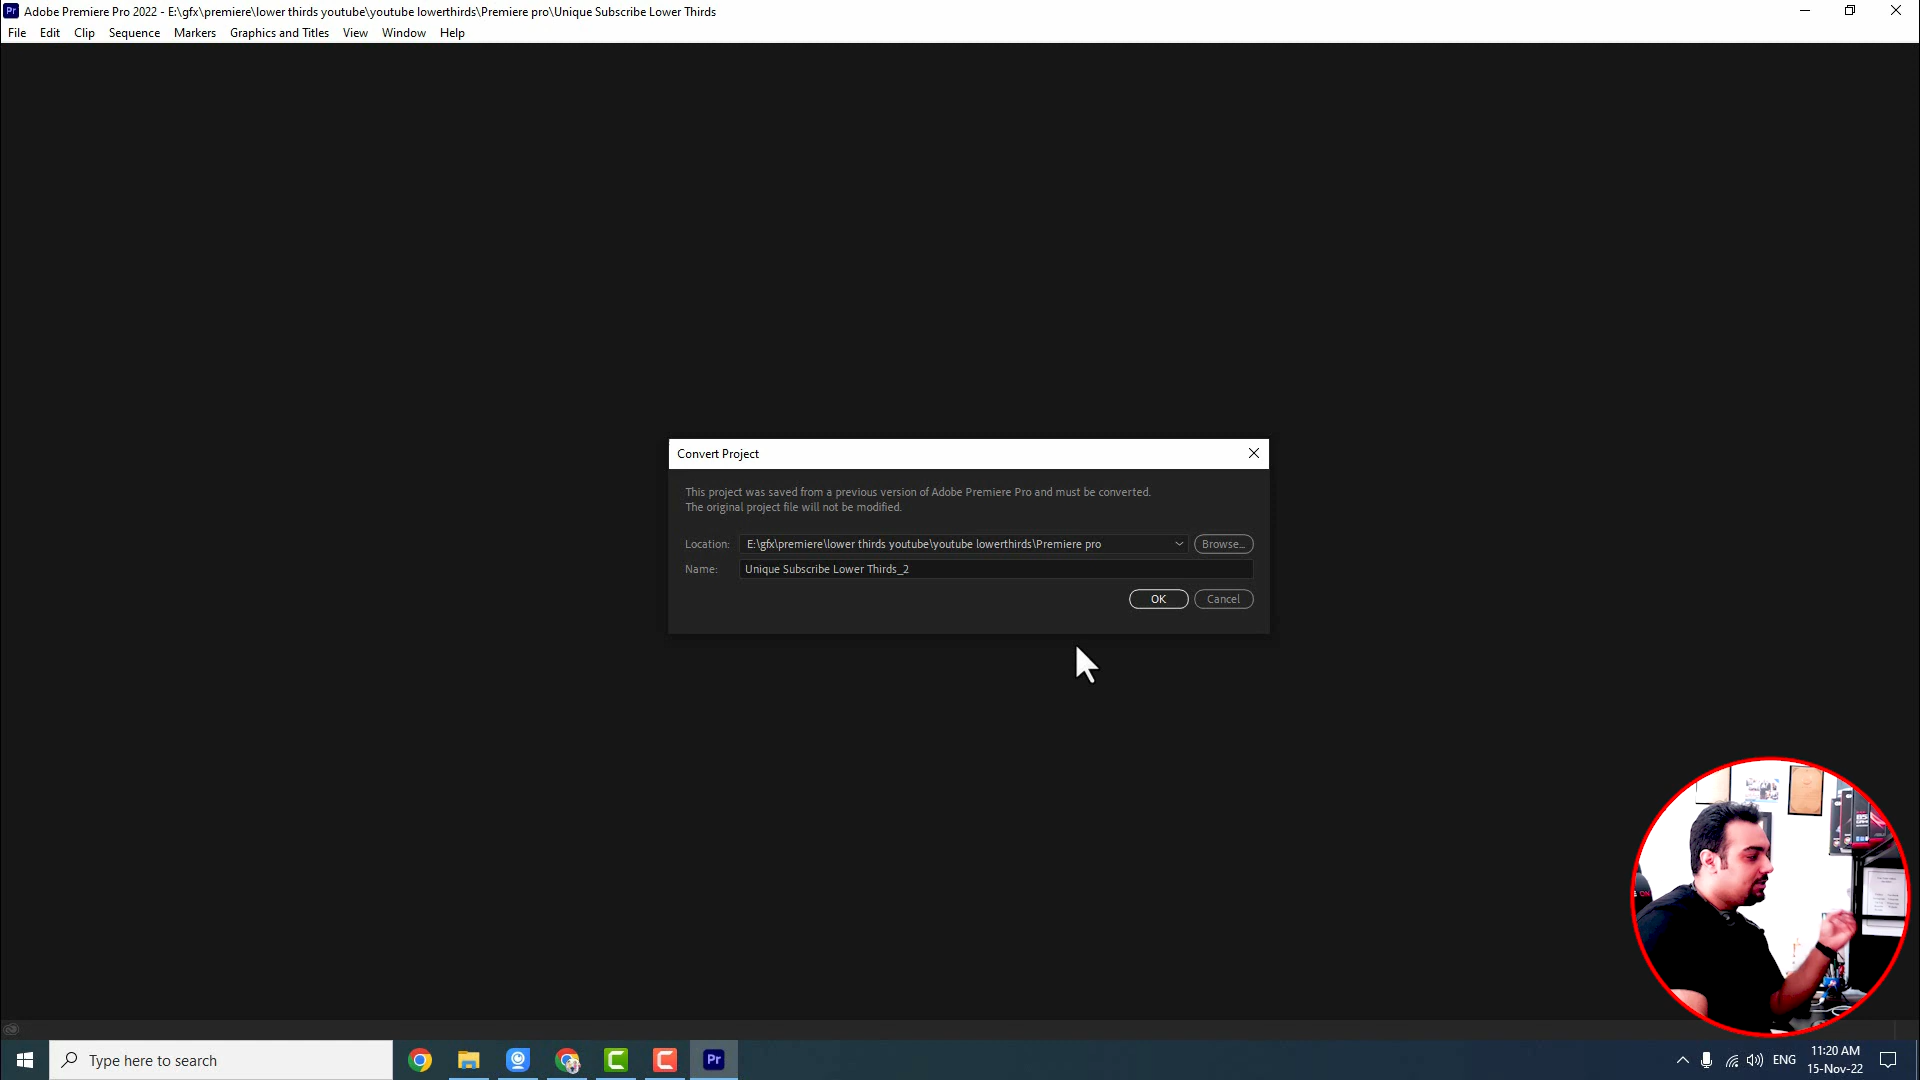 Pr Adobe Premiere Pro 2022 - E:\gfx\premiere\lower thirds youtube\youtube lowerthirds\Premiere pro\Unique Subscribe Lower Thirds
File Edit Clip Sequence Markers Graphics and Titles View Window Help
Convert Project
This project was saved from a previous version of Adobe Premiere Pro and must be converted.
The original project file will not be modified.
Location: E:\gfx\premiere\lower thirds youtube\youtube lowerthirds\Premiere pro Browse...
Name: Unique Subscribe Lower Thirds_2
OK Cancel
Type here to search
Pr
ENG
11:20 AM
15-Nov-22